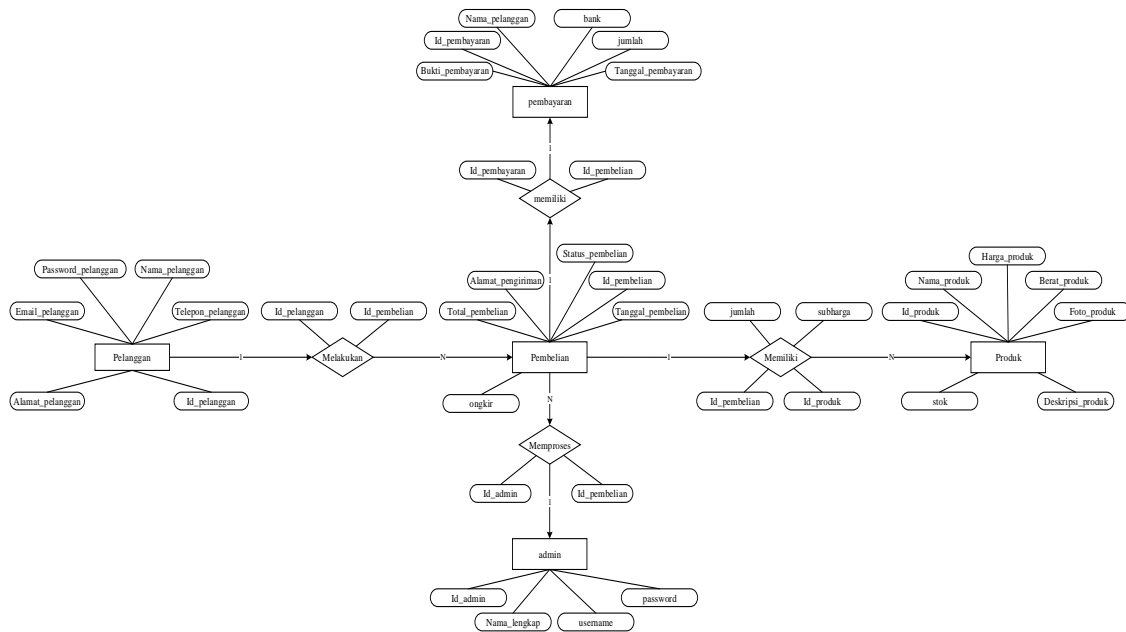 Nama_pelanggan
bank
Id_pembayaran
jumlah
Bukti_pembayaran
Tanggal_pembayaran
pembayaran
1
Id_pembayaran
Id_pembelian
memiliki
1
Status_pembelian
Alamat_pengiriman
Id_pembelian
Total_pembelian
Tanggal_pembelian
Password_pelanggan
Nama_pelanggan
Email_pelanggan
Telepon_pelanggan
Pelanggan
Alamat_pelanggan
Id_pelanggan
1
Id_pelanggan
Id_pembelian
Melakukan
N
Pembelian
ongkir
1
jumlah
subharga
Memiliki
Id_pembelian
Id_produk
N
Harga_produk
Nama_produk
Berat_produk
Id_produk
Foto_produk
Produk
stok
Deskripsi_produk
N
Memproses
Id_admin
Id_pembelian
1
admin
Id_admin
password
Nama_lengkap
username